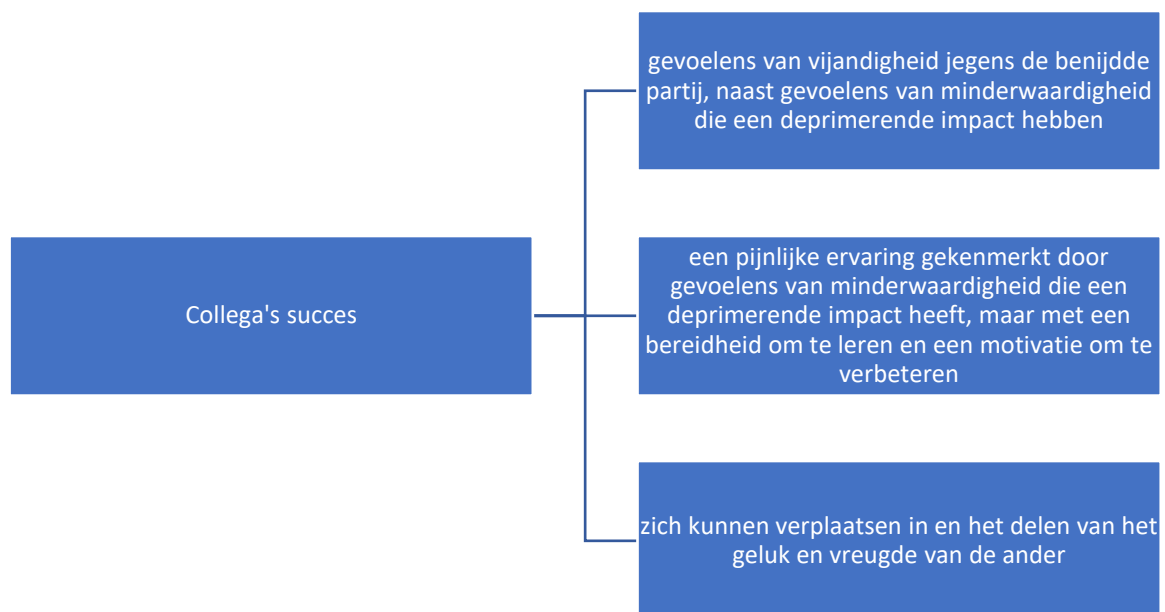 gevoelens van vijandigheid jegens de benijdde
partij, naast gevoelens van minderwaardigheid
die een deprimerende impact hebben
Collega's succes
een pijnlijke ervaring gekenmerkt door
gevoelens van minderwaardigheid die een
deprimerende impact heeft, maar met een
bereidheid om te leren en een motivatie om te
verbeteren
zich kunnen verplaatsen in en het delen van het
geluk en vreugde van de ander